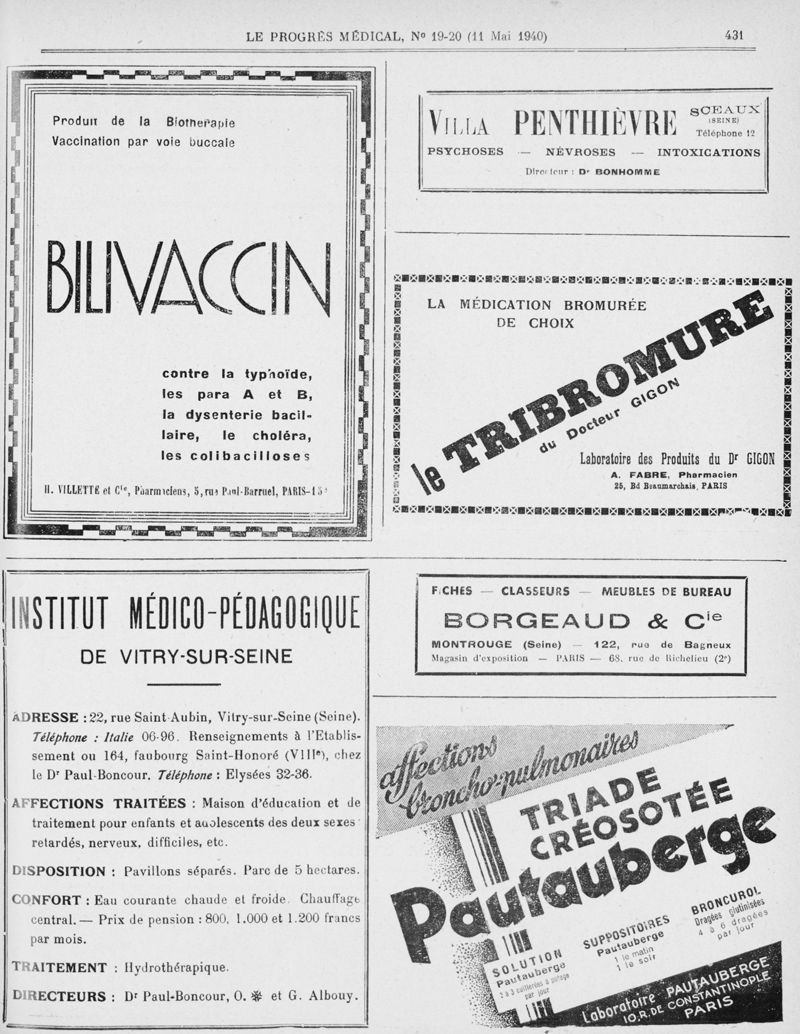 LE PROGRÈS MÉDICAL, Nº 19-20 (11 Mai 1940)
431
Produit de la Biothérapie
Vaccination par voie buccale
BILIVACCIN
contre la typhoïde,
les para A et B,
la dysenterie bacil-
laire, le choléra,
les colibacilloses
H. VILLETTE et Cie, Pharmaciens, 5, rue Paul-Barruel, PARIS-15e
VILLA PENTHIÈVRE
SCEAUX
(SEINE)
Téléphone 12
PSYCHOSES — NÉVROSES — INTOXICATIONS
Directeur : Dr BONHOMME
LA MÉDICATION BROMURÉE
DE CHOIX
le TRIBROMURE
du Docteur GIGON
Laboratoire des Produits du Dr GIGON
A. FABRE, Pharmacien
25, Bd Beaumarchais, PARIS
INSTITUT MÉDICO-PÉDAGOGIQUE
DE VITRY-SUR-SEINE
ADRESSE : 22, rue Saint-Aubin, Vitry-sur-Seine (Seine).
Téléphone : Italie 06-96. Renseignements à l'Etablis-
sement ou 164, faubourg Saint-Honoré (VIIIe), chez
le Dr Paul-Boncour. Téléphone : Elysées 32-36.
AFFECTIONS TRAITÉES : Maison d'éducation et de
traitement pour enfants et adolescents des deux sexes
retardés, nerveux, difficiles, etc.
DISPOSITION : Pavillons séparés. Parc de 5 hectares.
CONFORT : Eau courante chaude et froide. Chauffage
central. — Prix de pension : 800, 1.000 et 1.200 francs
par mois.
TRAITEMENT : Hydrothérapique.
DIRECTEURS : Dr Paul-Boncour, O. ✻ et G. Albouy.
FICHES — CLASSEURS — MEUBLES DE BUREAU
BORGEAUD & Cie
MONTROUGE (Seine) — 122, rue de Bagneux
Magasin d'exposition — PARIS — 68, rue de Richelieu (2e)
affections
broncho-pulmonaires
TRIADE
CRÉOSOTÉE
Pautauberge
SOLUTION
Pautauberge
2 à 3 cuillerées à potage
par jour
SUPPOSITOIRES
Pautauberge
1 le matin
1 le soir
BRONCUROL
Dragées glutinisées
4 à 6 dragées
par jour
Laboratoire PAUTAUBERGE
10, R. DE CONSTANTINOPLE
PARIS